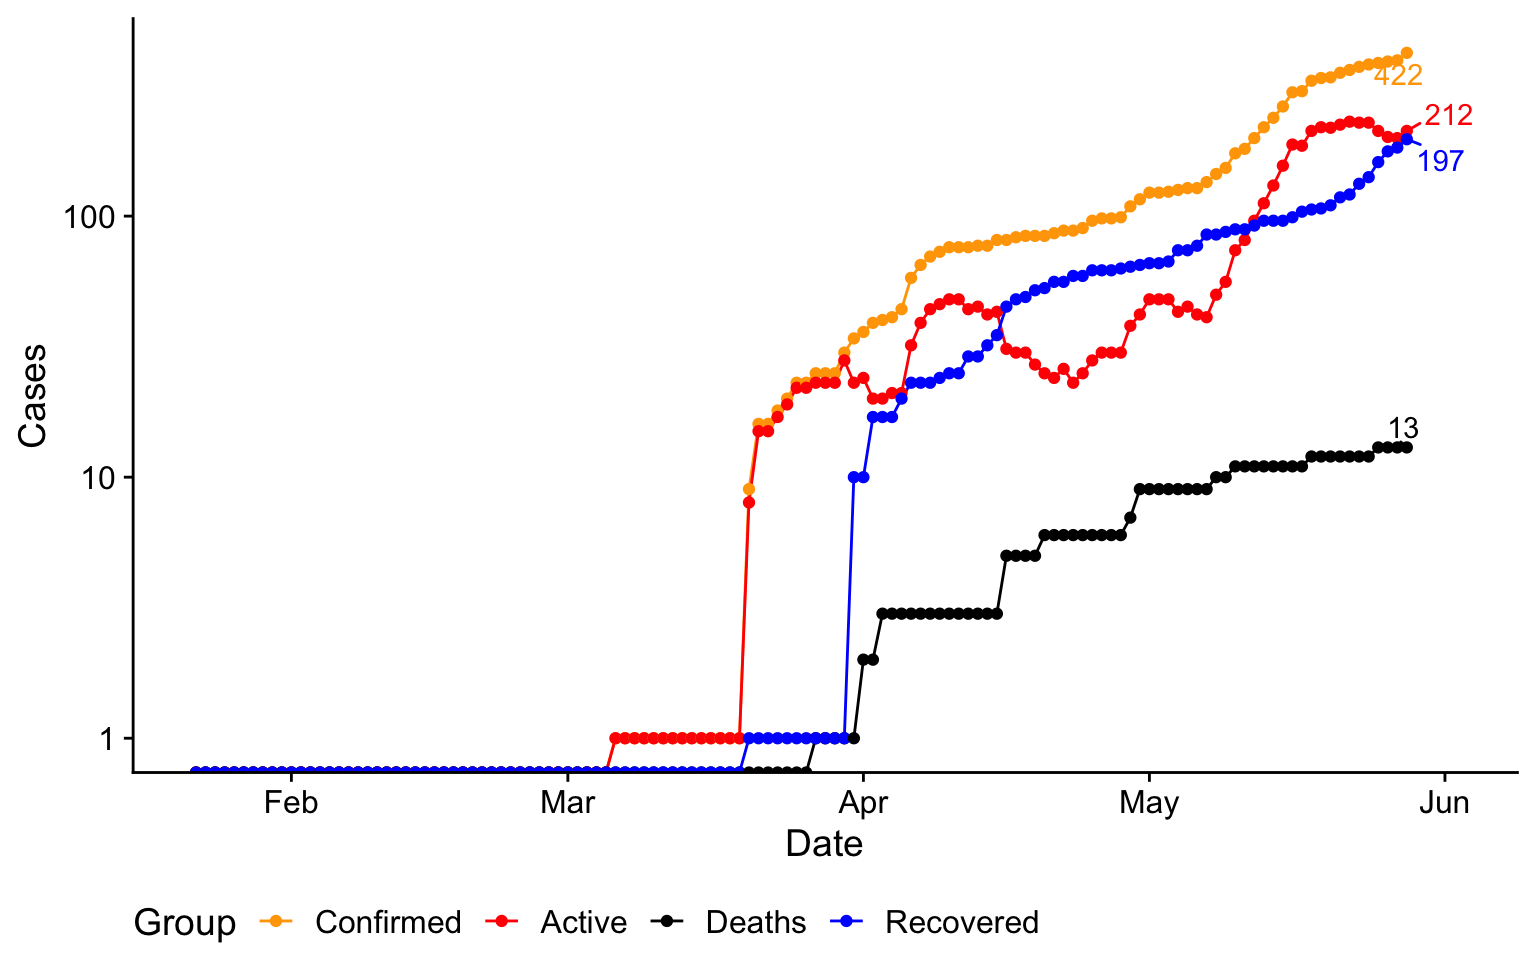 422
212
197
100
Cases
10
13
1
Feb Mar Apr May Jun
Date
Group Confirmed Active Deaths Recovered